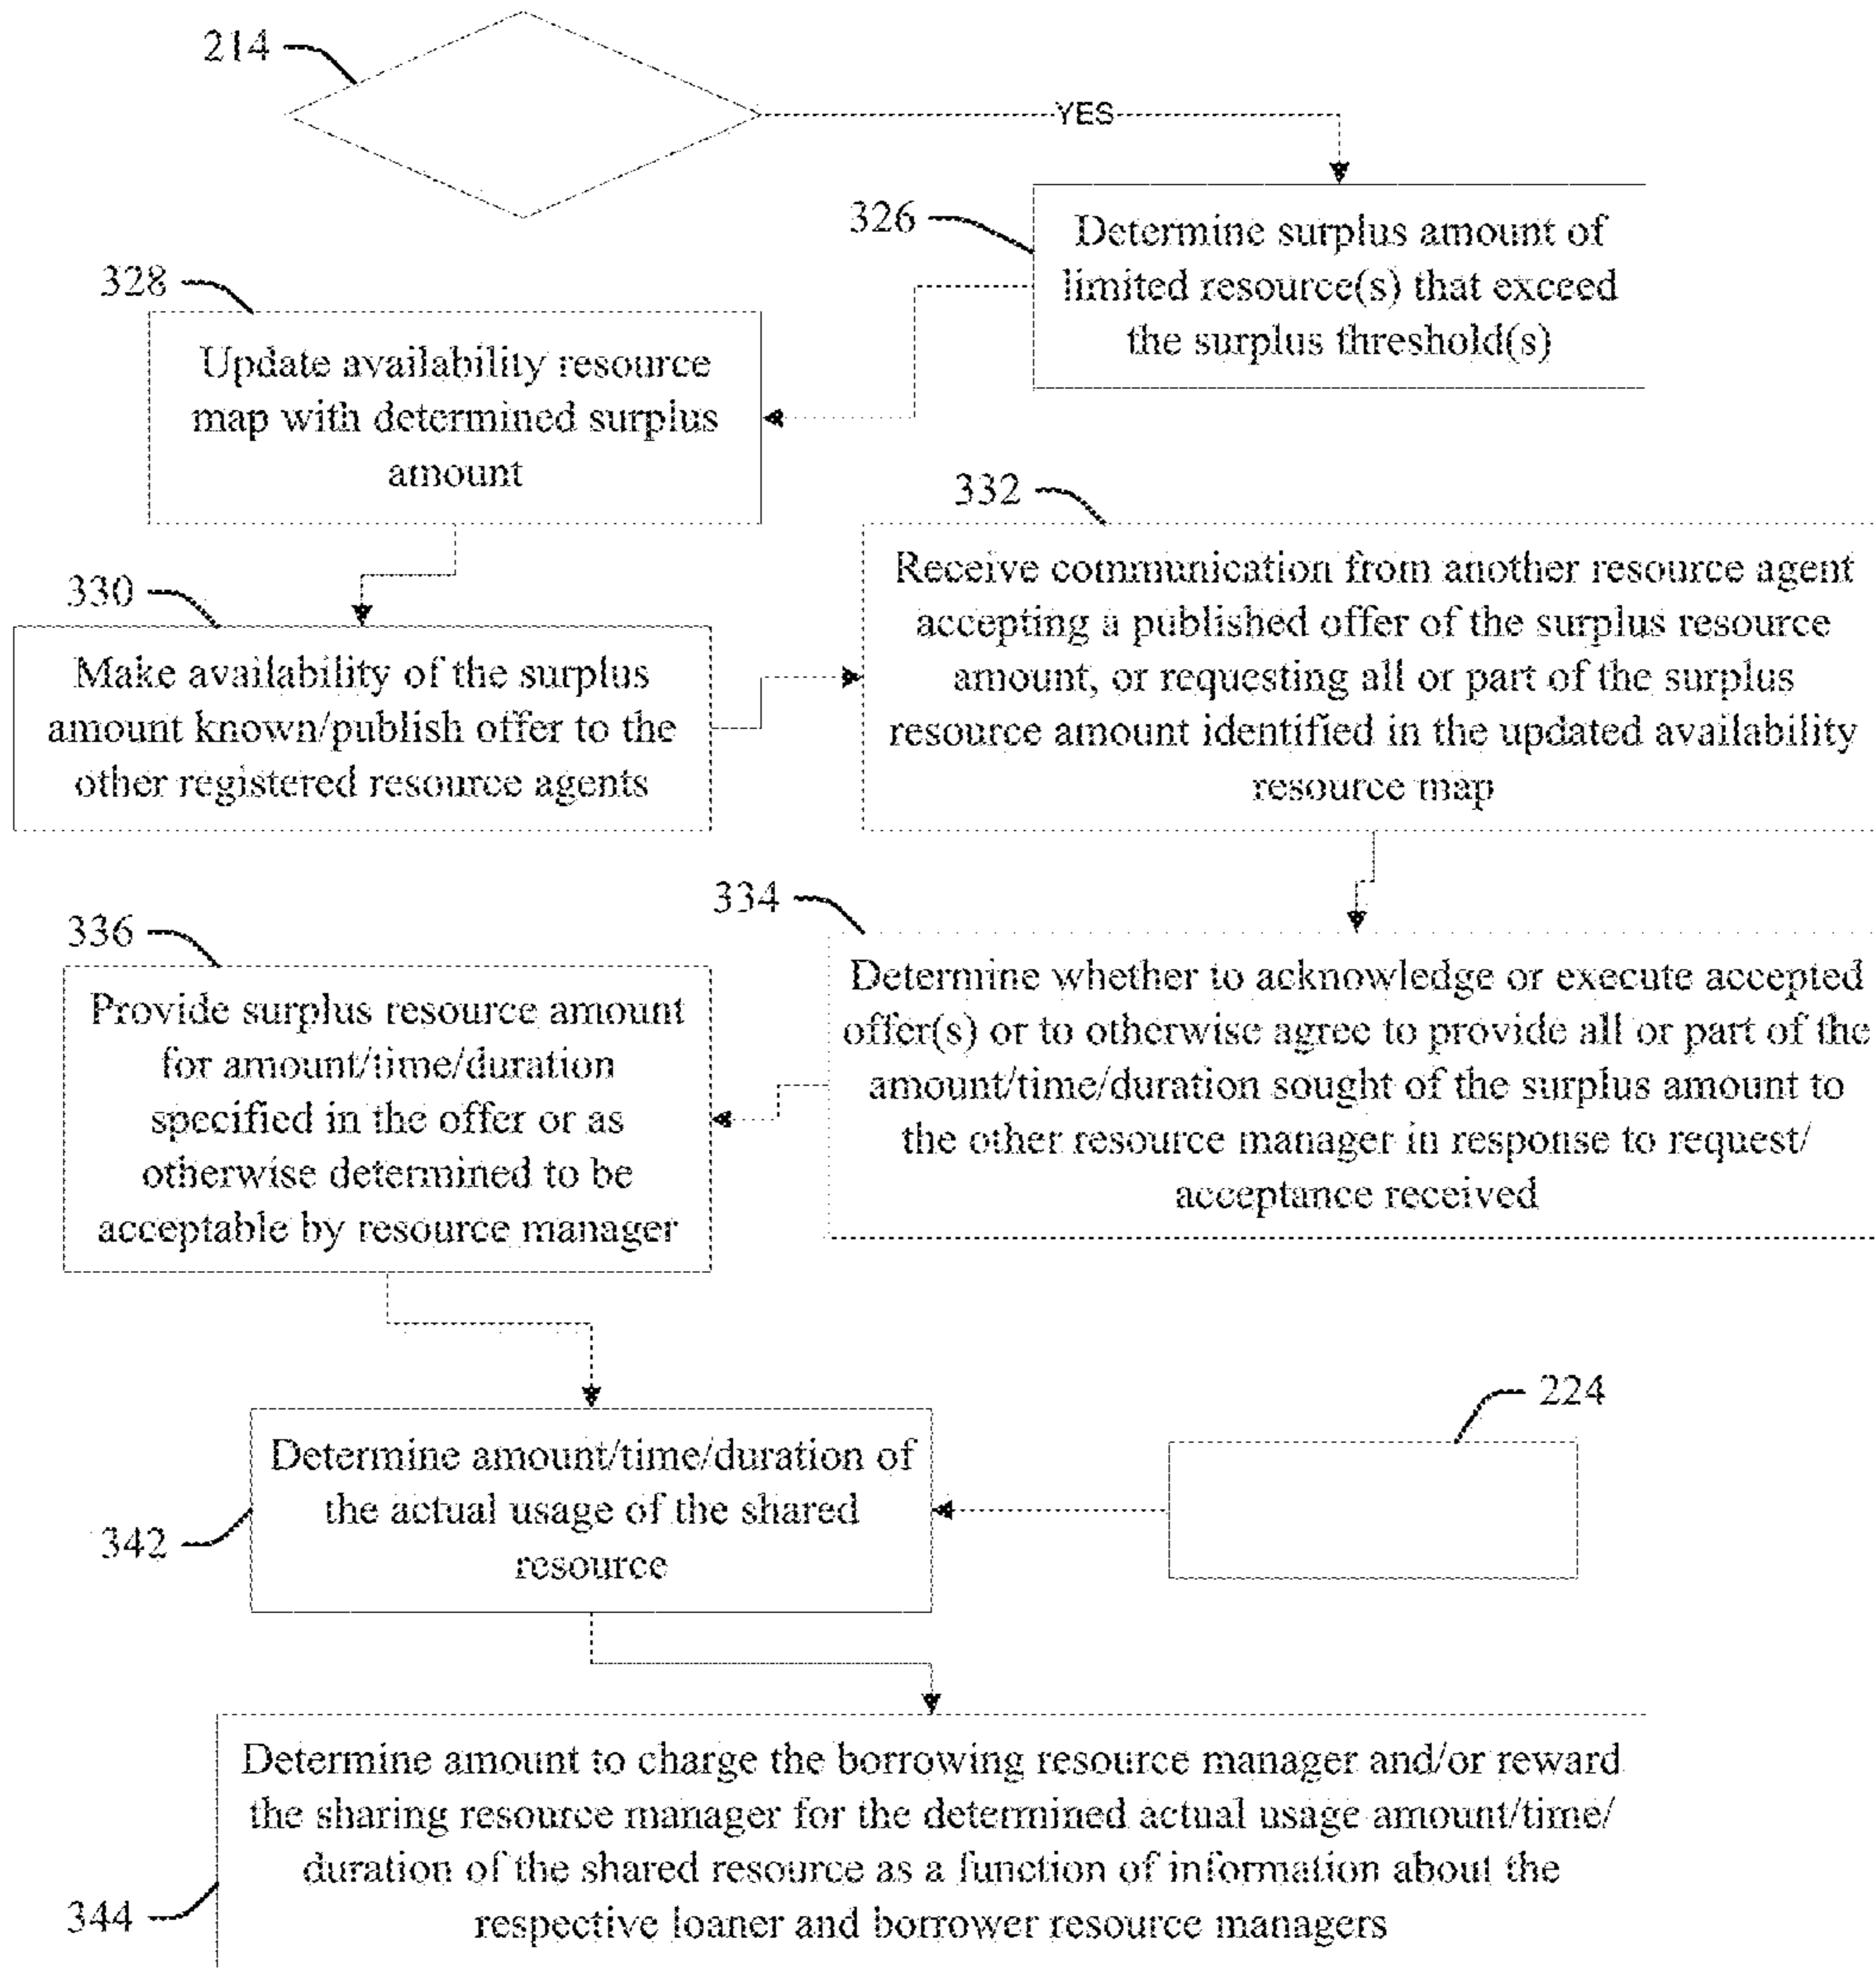 214
YES
326
Determine surplus amount of
limited resource(s) that exceed
the surplus threshold(s)
328
Update availability resource
map with determined surplus
amount
332
Receive communication from another resource agent
accepting a published offer of the surplus resource
amount, or requesting all or part of the surplus
resource amount identified in the updated availability
resource map
330
Make availability of the surplus
amount known/publish offer to the
other registered resource agents
334
Determine whether to acknowledge or execute accepted
offer(s) or to otherwise agree to provide all or part of the
amount/time/duration sought of the surplus amount to
the other resource manager in response to request/
acceptance received
336
Provide surplus resource amount
for amount/time/duration
specified in the offer or as
otherwise determined to be
acceptable by resource manager
224
Determine amount/time/duration of
the actual usage of the shared
resource
342
Determine amount to charge the borrowing resource manager and/or reward
the sharing resource manager for the determined actual usage amount/time/
duration of the shared resource as a function of information about the
respective loaner and borrower resource managers
344